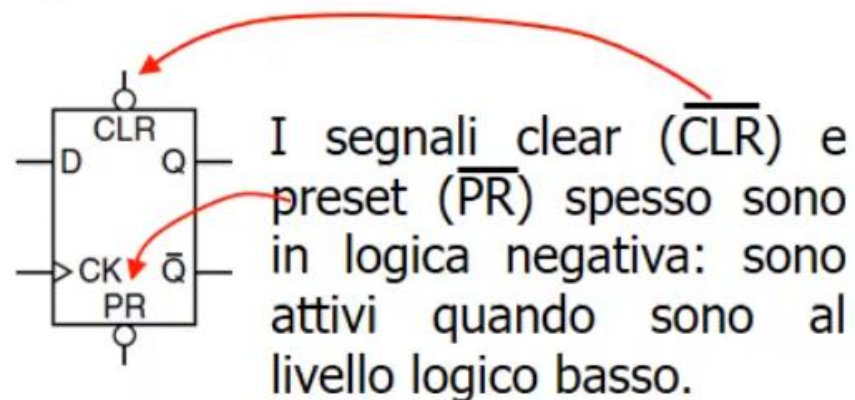 CLR
D Q
CK Q̄
PR
I segnali clear (C̅L̅R̅) e
preset (P̅R̅) spesso sono
in logica negativa: sono
attivi quando sono al
livello logico basso.